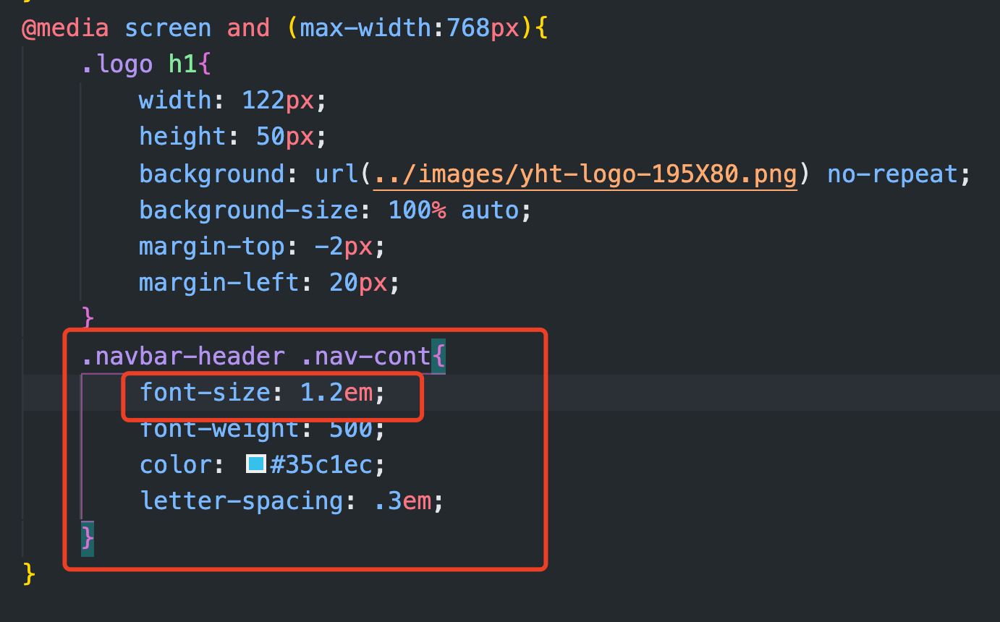 }
@media screen and (max-width:768px){
.logo h1{
width: 122px;
height: 50px;
background: url(../images/yht-logo-195X80.png) no-repeat;
background-size: 100% auto;
margin-top: -2px;
margin-left: 20px;
}
.navbar-header .nav-cont{
font-size: 1.2em;
font-weight: 500;
color: #35c1ec;
letter-spacing: .3em;
}
}